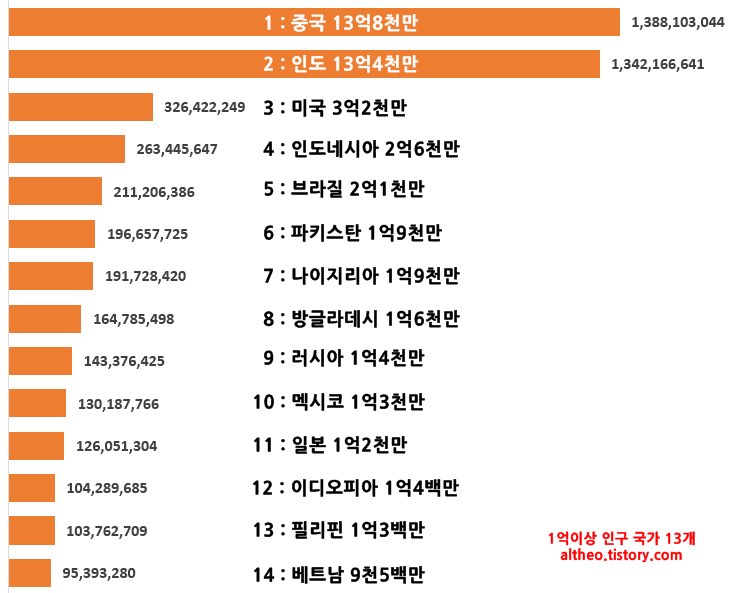 1 : 중국 13억8천만 1,388,103,044
2 : 인도 13억4천만 1,342,166,641
326,422,249 3 : 미국 3억2천만
263,445,647 4 : 인도네시아 2억6천만
211,206,386 5 : 브라질 2억1천만
196,657,725 6 : 파키스탄 1억9천만
191,728,420 7 : 나이지리아 1억9천만
164,785,498 8 : 방글라데시 1억6천만
143,376,425 9 : 러시아 1억4천만
130,187,766 10 : 멕시코 1억3천만
126,051,304 11 : 일본 1억2천만
104,289,685 12 : 이디오피아 1억4백만
103,762,709 13 : 필리핀 1억3백만
1억이상 인구 국가 13개
altheo.tistory.com
95,393,280 14 : 베트남 9천5백만